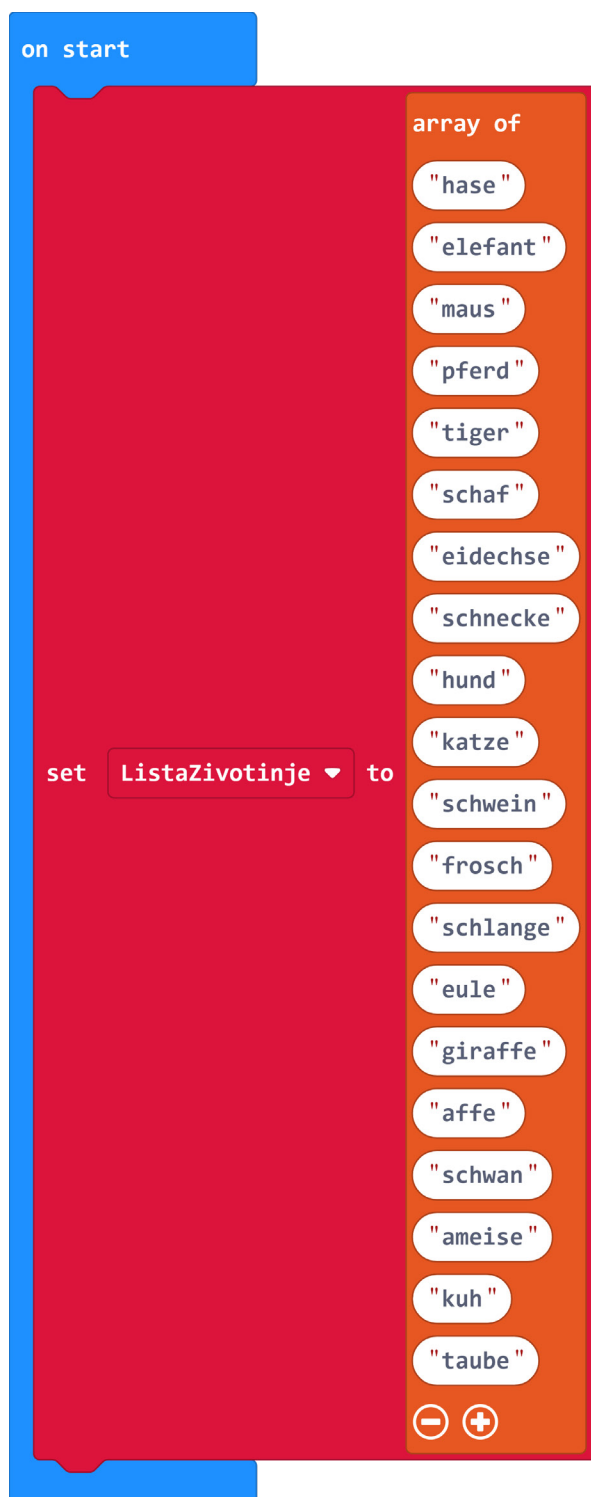 on start
array of
"hase"
"elefant"
"maus"
"pferd"
"tiger"
"schaf"
"eidechse"
"schnecke"
"hund"
"katze"
set ListaZivotinje to
"schwein"
"frosch"
"schlange"
"eule"
"giraffe"
"affe"
"schwan"
"ameise"
"kuh"
"taube"